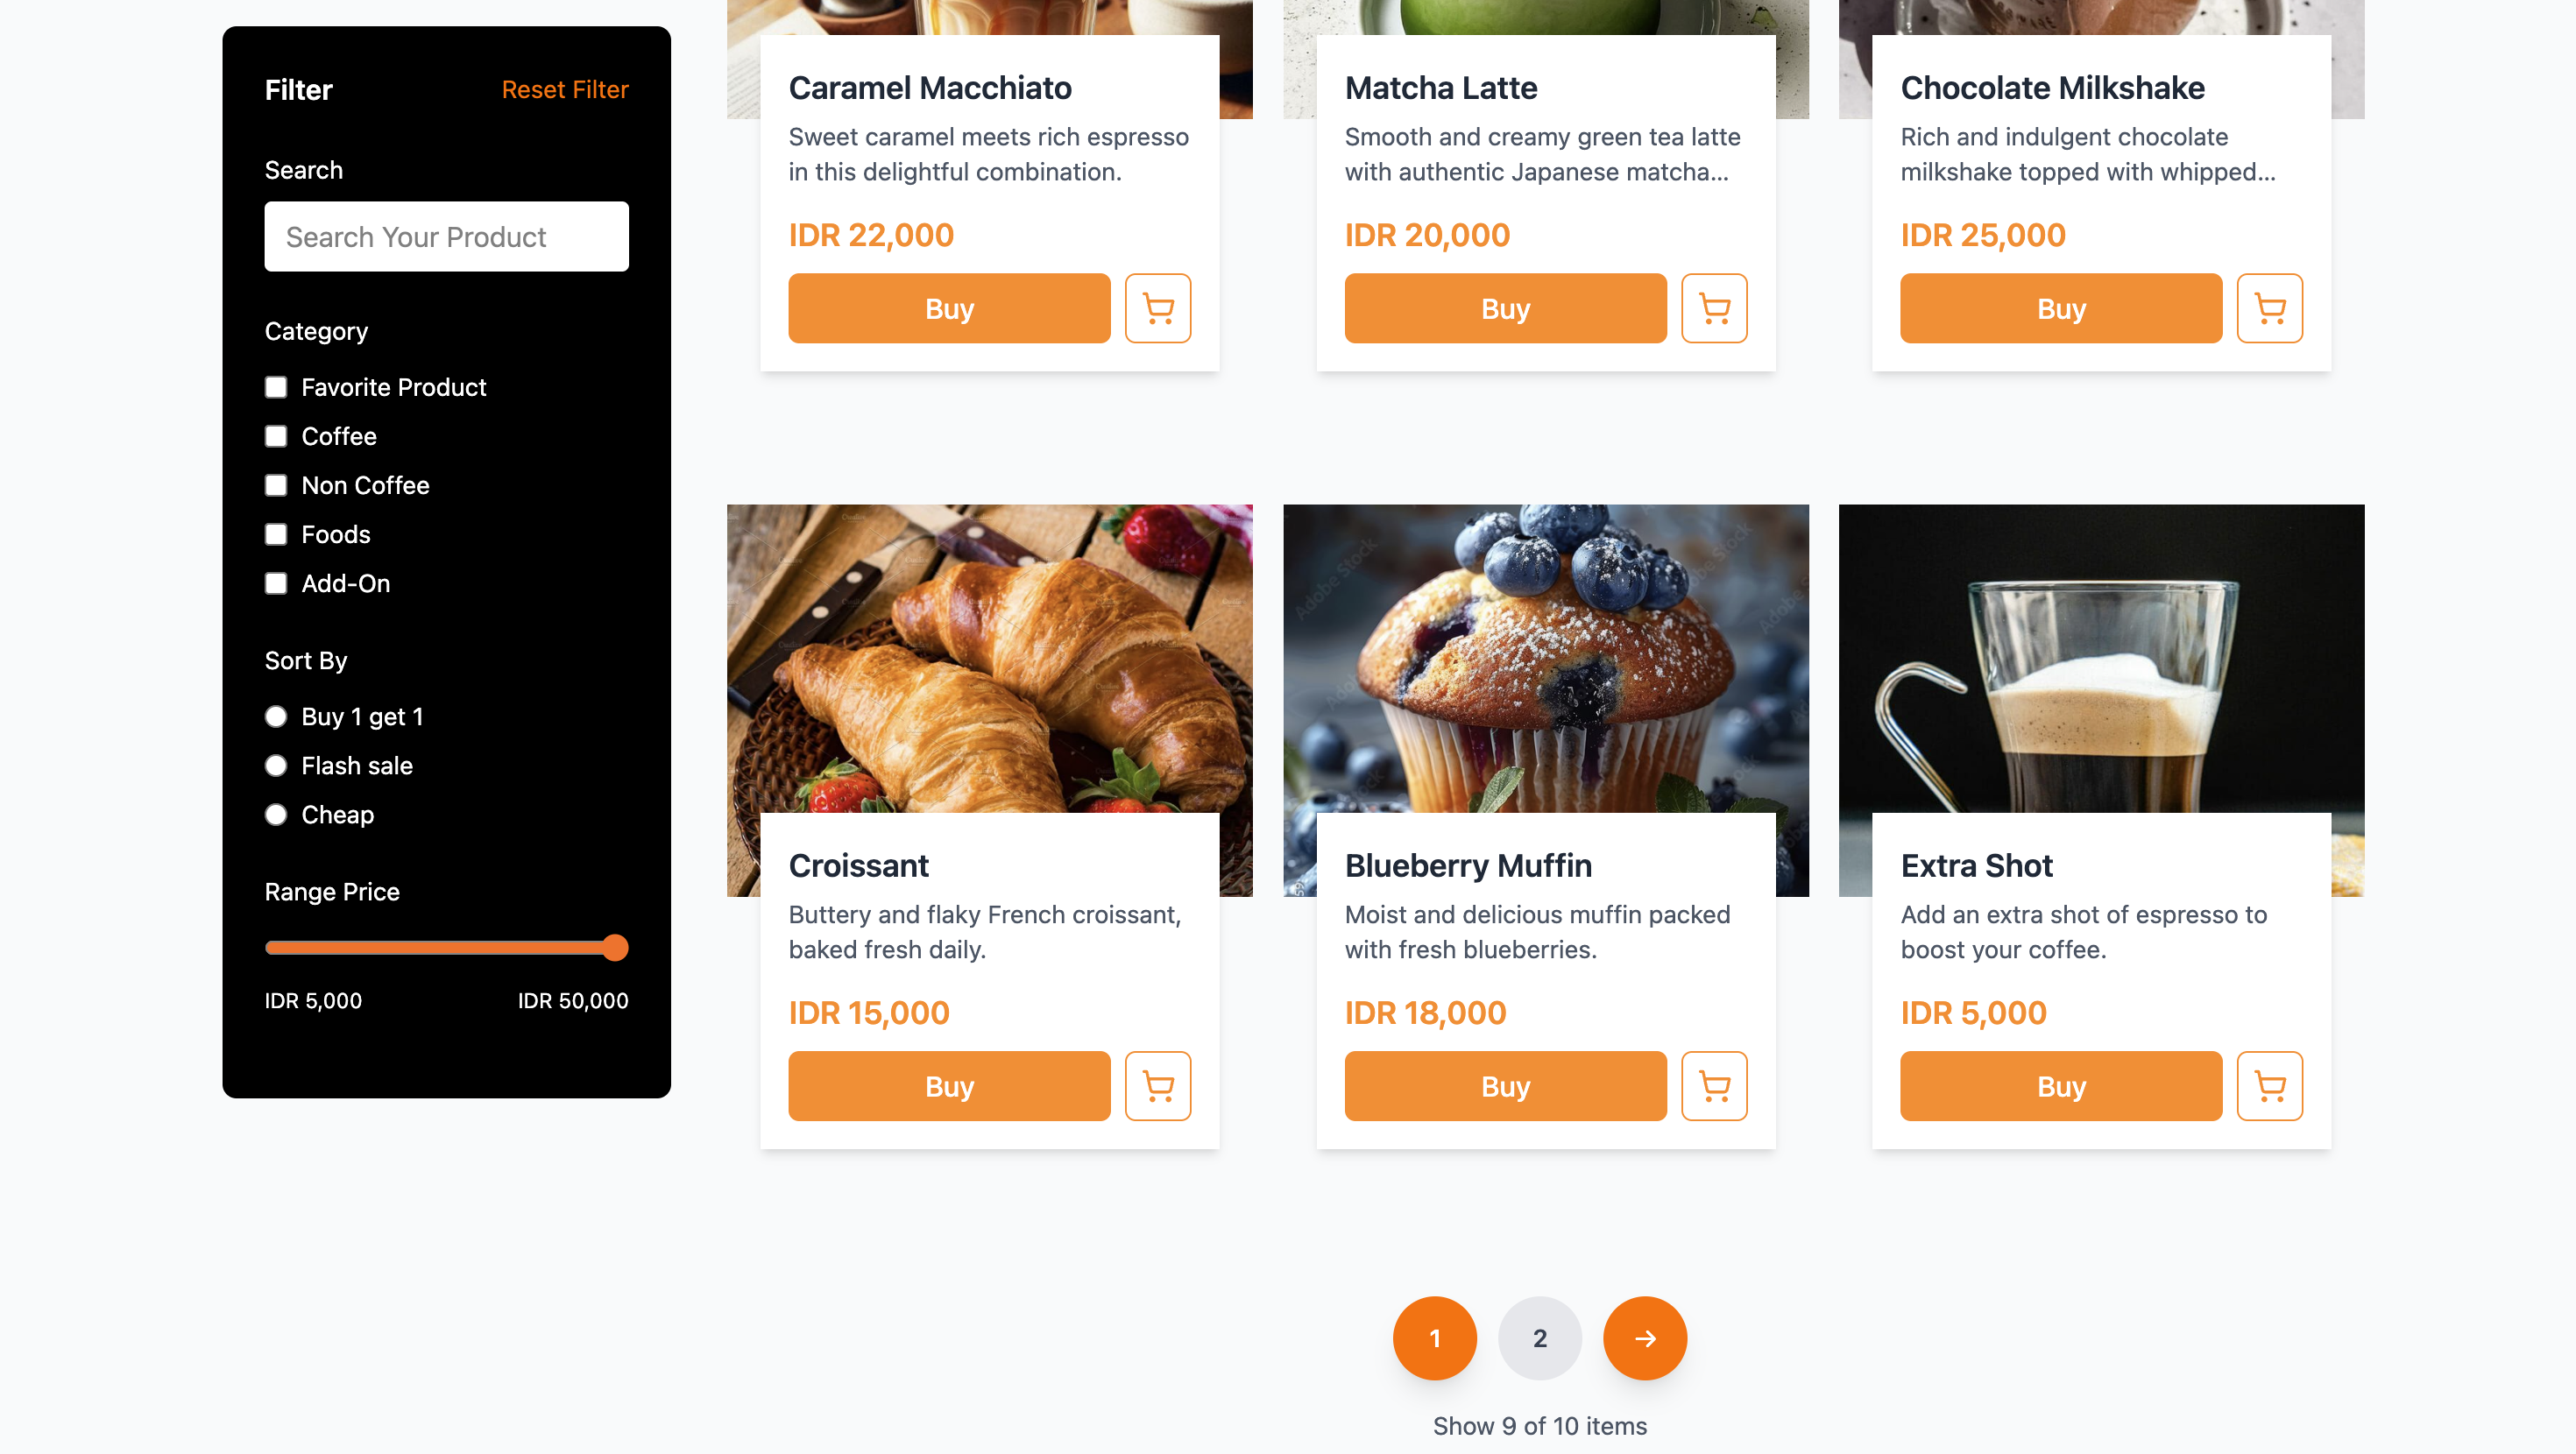 Filter
Reset Filter
Search
Search Your Product
Category
Favorite Product
Coffee
Non Coffee
Foods
Add-On
Sort By
Buy 1 get 1
Flash sale
Cheap
Range Price
IDR 5,000
IDR 50,000
Caramel Macchiato
Sweet caramel meets rich espresso
in this delightful combination.
IDR 22,000
Buy
Matcha Latte
Smooth and creamy green tea latte
with authentic Japanese matcha...
IDR 20,000
Buy
Chocolate Milkshake
Rich and indulgent chocolate
milkshake topped with whipped...
IDR 25,000
Buy
Croissant
Buttery and flaky French croissant,
baked fresh daily.
IDR 15,000
Buy
Adobe Stock
Blueberry Muffin
Moist and delicious muffin packed
with fresh blueberries.
IDR 18,000
Buy
Extra Shot
Add an extra shot of espresso to
boost your coffee.
IDR 5,000
Buy
1
2
Show 9 of 10 items